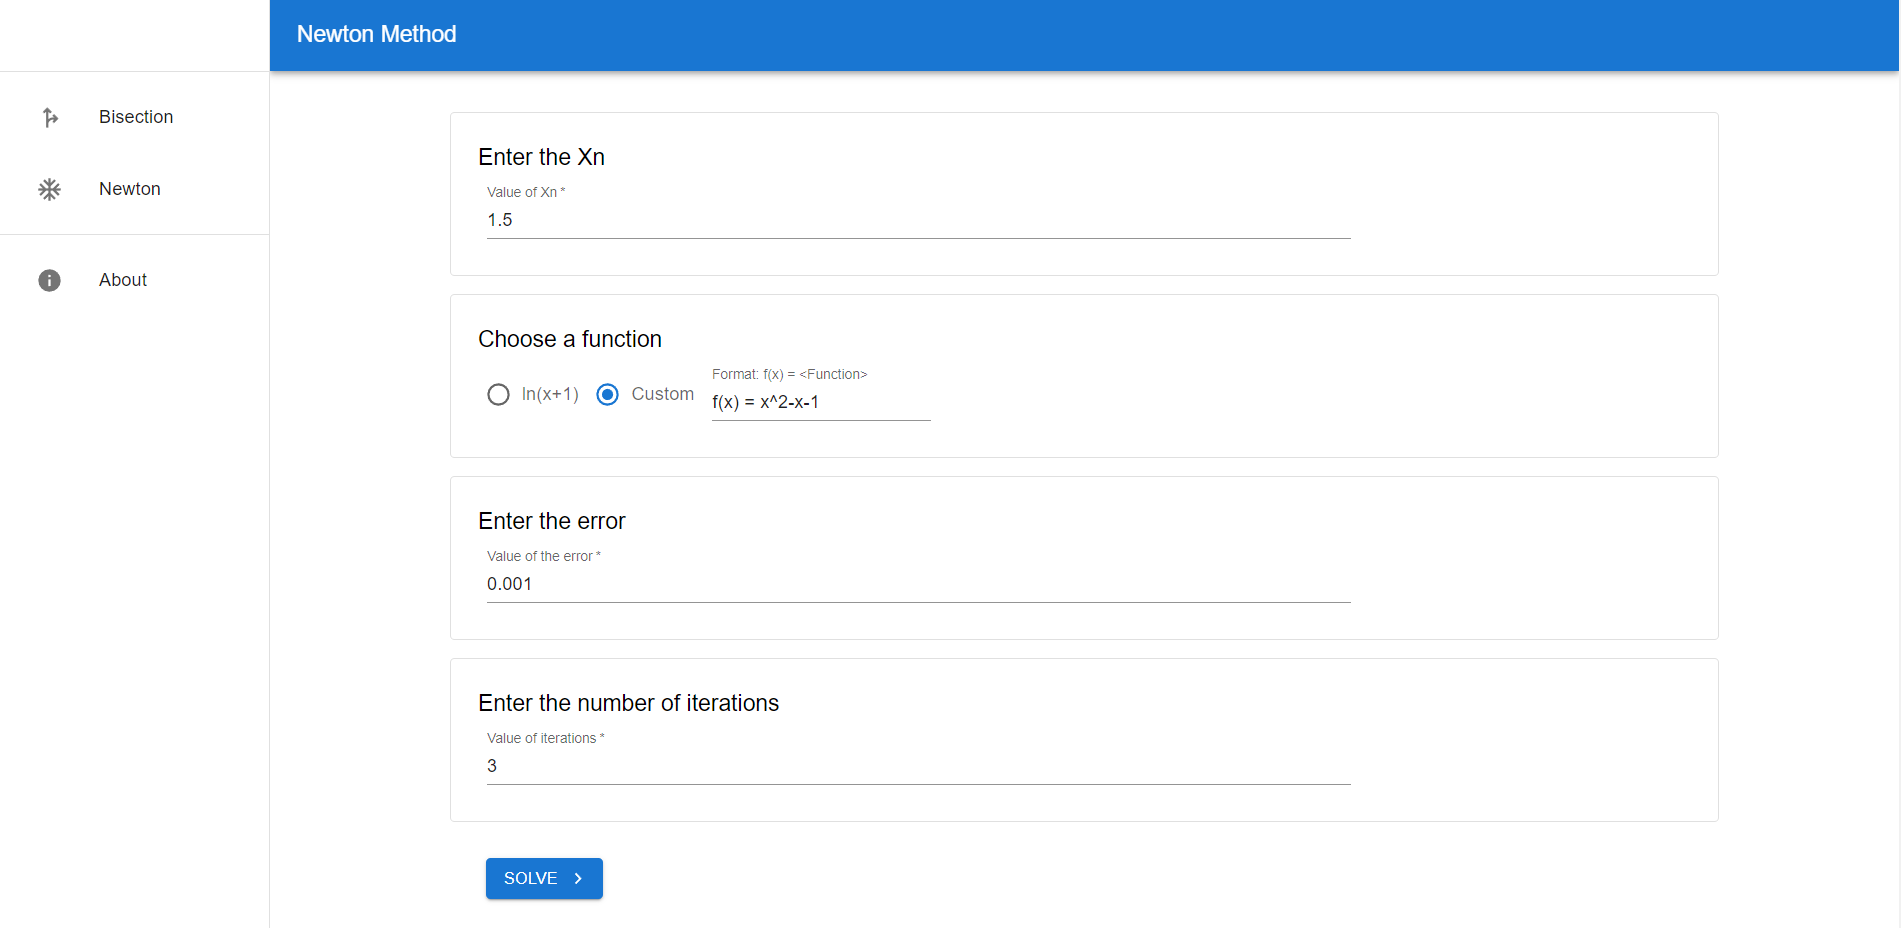 Newton Method
Bisection
Newton
About
Enter the Xn
Value of Xn *
1.5
Choose a function
ln(x+1)
Custom
Format: f(x) = <Function>
f(x) = x^2-x-1
Enter the error
Value of the error *
0.001
Enter the number of iterations
Value of iterations *
3
SOLVE